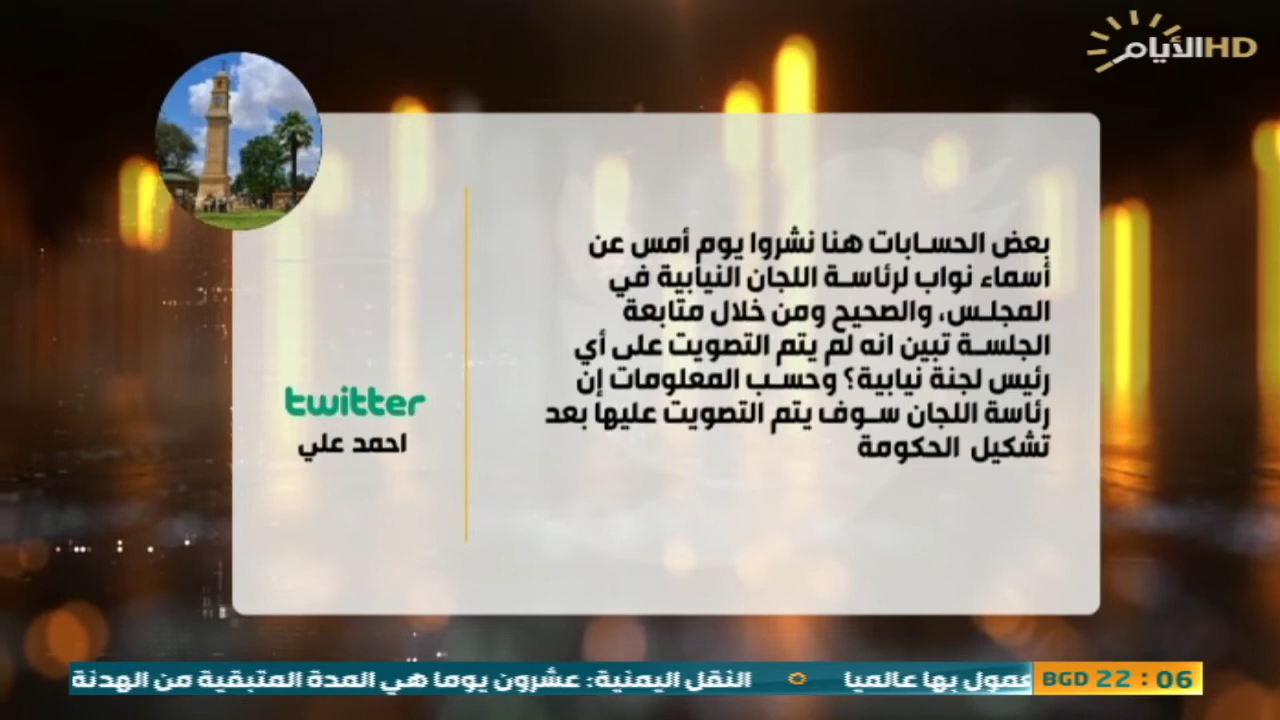 الأيام HD
بعض الحسابات هنا نشروا يوم أمس عن
أسماء نواب لرئاسة اللجان النيابية في
المجلس، والصحيح ومن خلال متابعة
الجلسة تبين انه لم يتم التصويت على أي
رئيس لجنة نيابية؟ وحسب المعلومات إن
رئاسة اللجان سوف يتم التصويت عليها بعد
تشكيل الحكومة
twitter
احمد علي
BGD 22 : 06
بها عالميا ○ النقل اليمنية: عشرون يوما هي المدة المتبقية من الهدنة